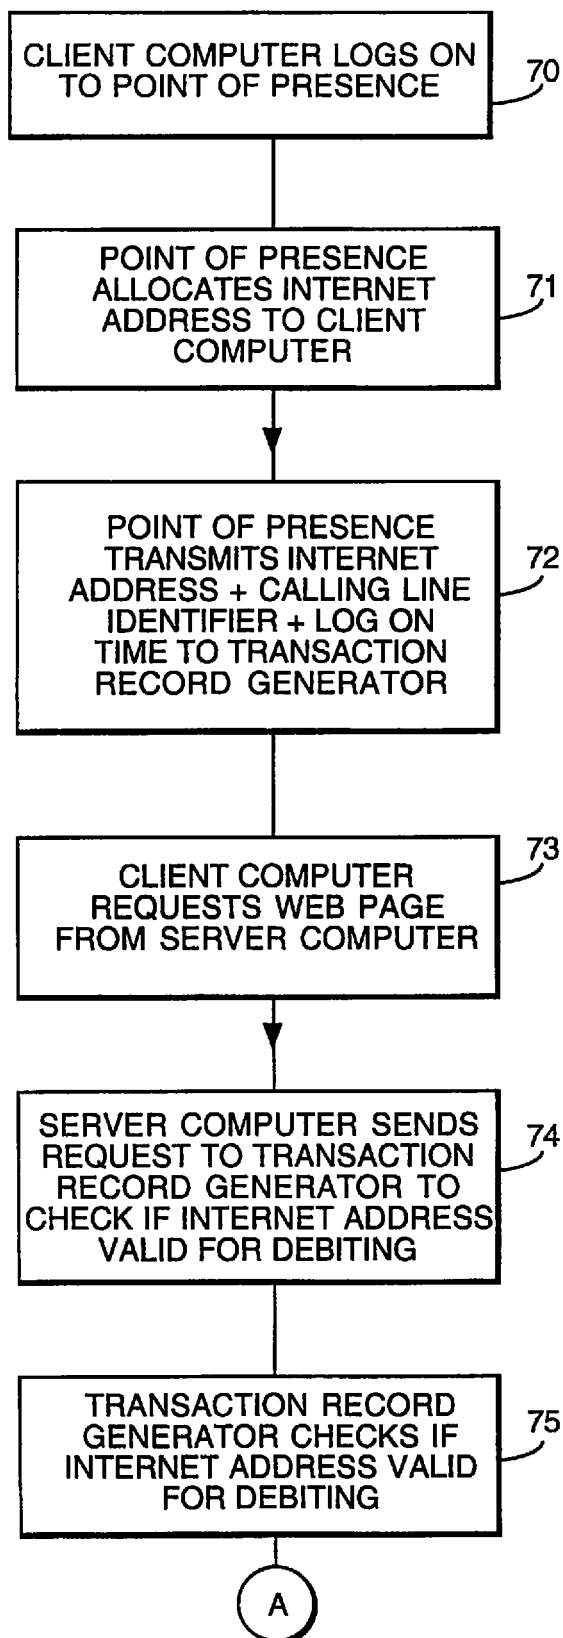 CLIENT COMPUTER LOGS ON
TO POINT OF PRESENCE
70
POINT OF PRESENCE
ALLOCATES INTERNET
ADDRESS TO CLIENT
COMPUTER
71
POINT OF PRESENCE
TRANSMITS INTERNET
ADDRESS + CALLING LINE
IDENTIFIER + LOG ON
TIME TO TRANSACTION
RECORD GENERATOR
72
CLIENT COMPUTER
REQUESTS WEB PAGE
FROM SERVER COMPUTER
73
SERVER COMPUTER SENDS
REQUEST TO TRANSACTION
RECORD GENERATOR TO
CHECK IF INTERNET ADDRESS
VALID FOR DEBITING
74
TRANSACTION RECORD
GENERATOR CHECKS IF
INTERNET ADDRESS VALID
FOR DEBITING
75
A